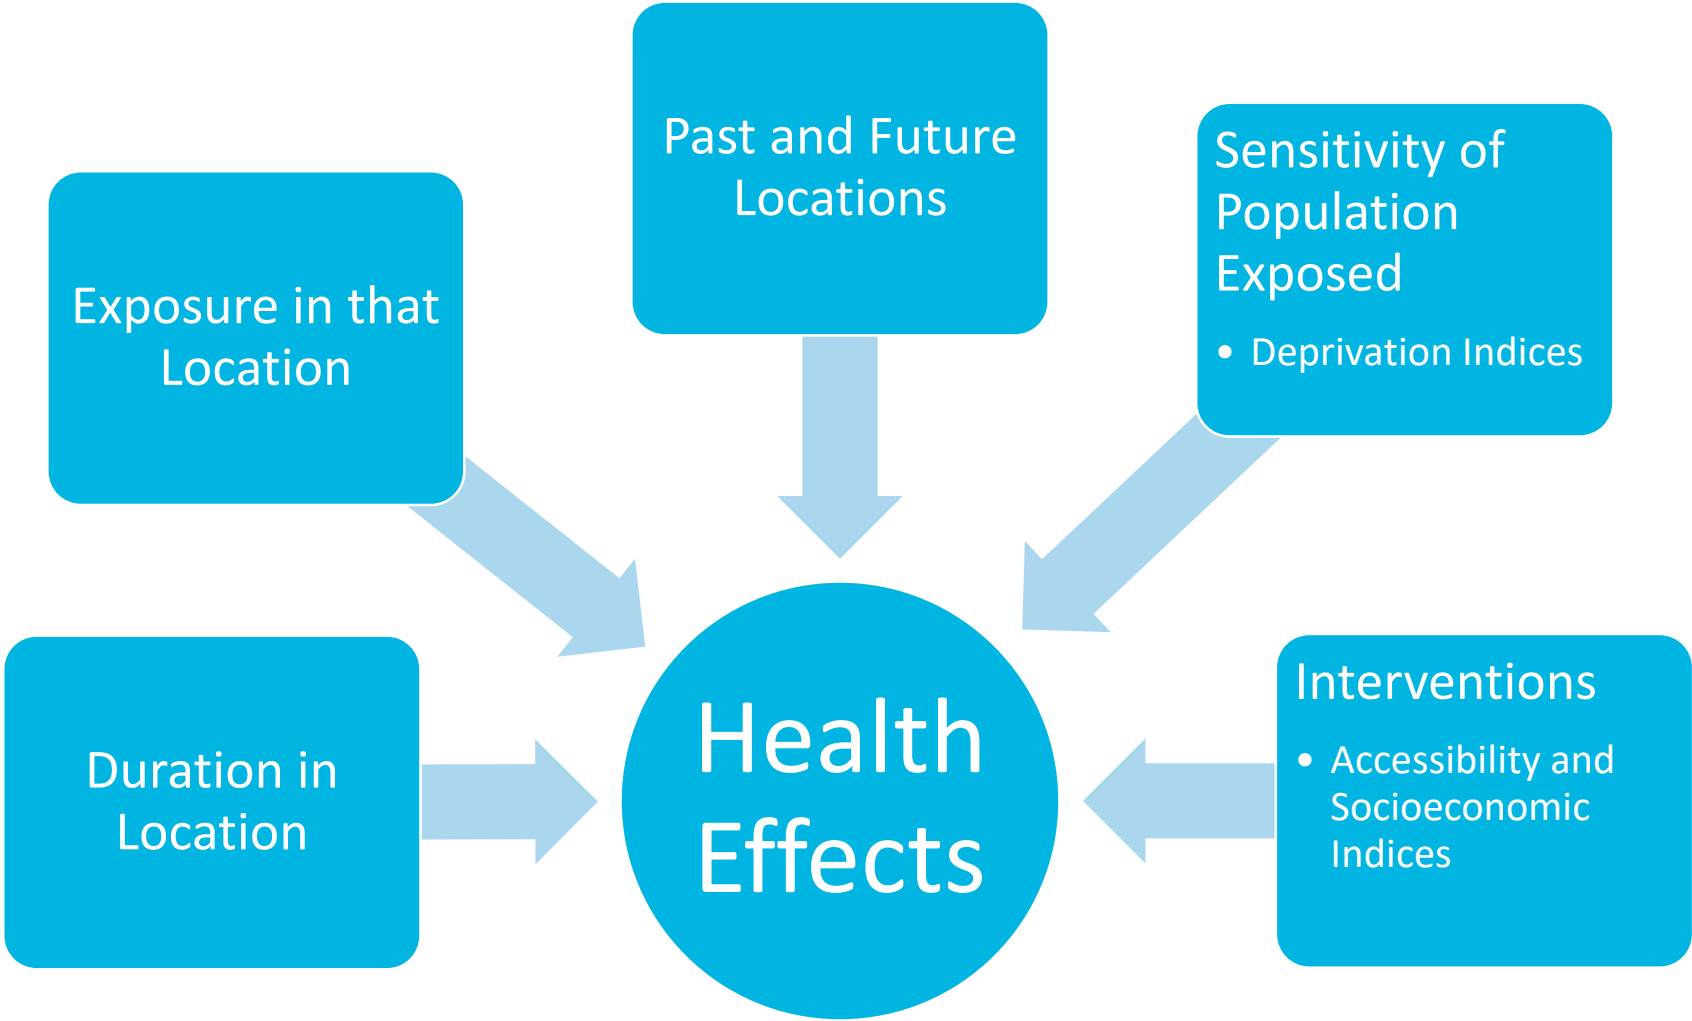 Past and Future
Locations
Sensitivity of
Population
Exposed
• Deprivation Indices
Exposure in that
Location
Duration in
Location
Health
Effects
Interventions
• Accessibility and
Socioeconomic
Indices